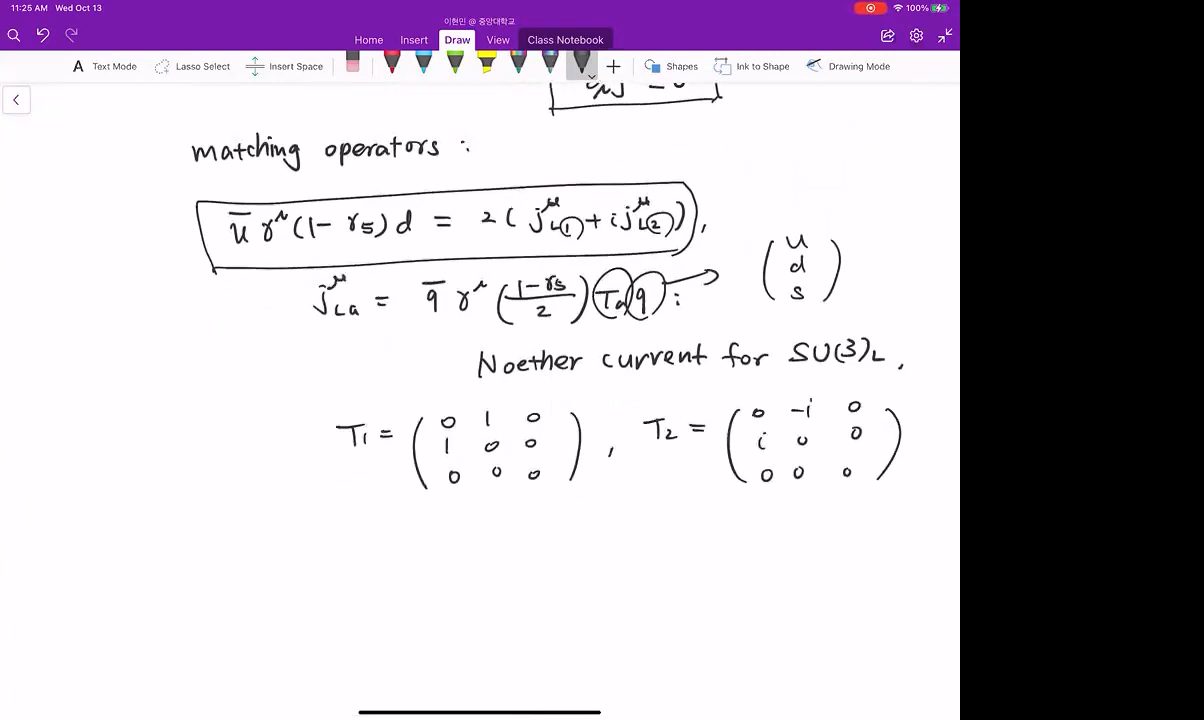 11:25 AM Wed Oct 13
100%
이현민 @ 중앙대학교
Home Insert Draw View Class Notebook
A Text Mode Lasso Select Insert Space Shapes Ink to Shape Drawing Mode
matching operators :
ū γ^μ (1 - γ5) d = 2 ( j^μ_L① + i j^μ_L② ) ,
j^μ_La = q̄ γ^μ ( (1 - γ5) / 2 ) Ta q : → ( u d s )
Noether current for SU(3)_L ,
T1 = ( 0 1 0 ; 1 0 0 ; 0 0 0 ) , T2 = ( 0 -i 0 ; i 0 0 ; 0 0 0 )